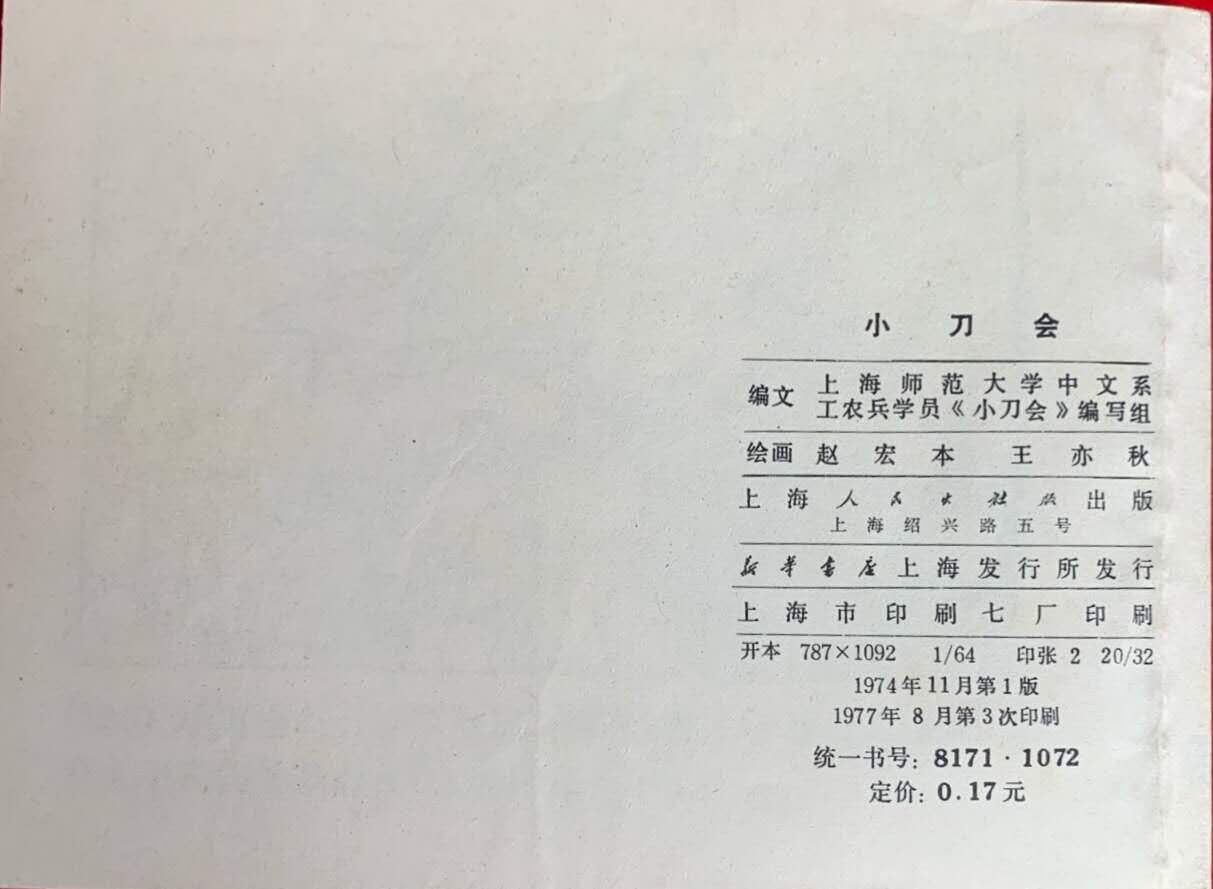 小刀会
编文 上海师范大学中文系
工农兵学员《小刀会》编写组
绘画 赵宏本 王亦秋
上海人民出版社出版
上海绍兴路五号
新华书店上海发行所发行
上海市印刷七厂印刷
开本 787×1092 1/64 印张 2 20/32
1974年11月第1版
1977年8月第3次印刷
统一书号：8171·1072
定价：0.17元